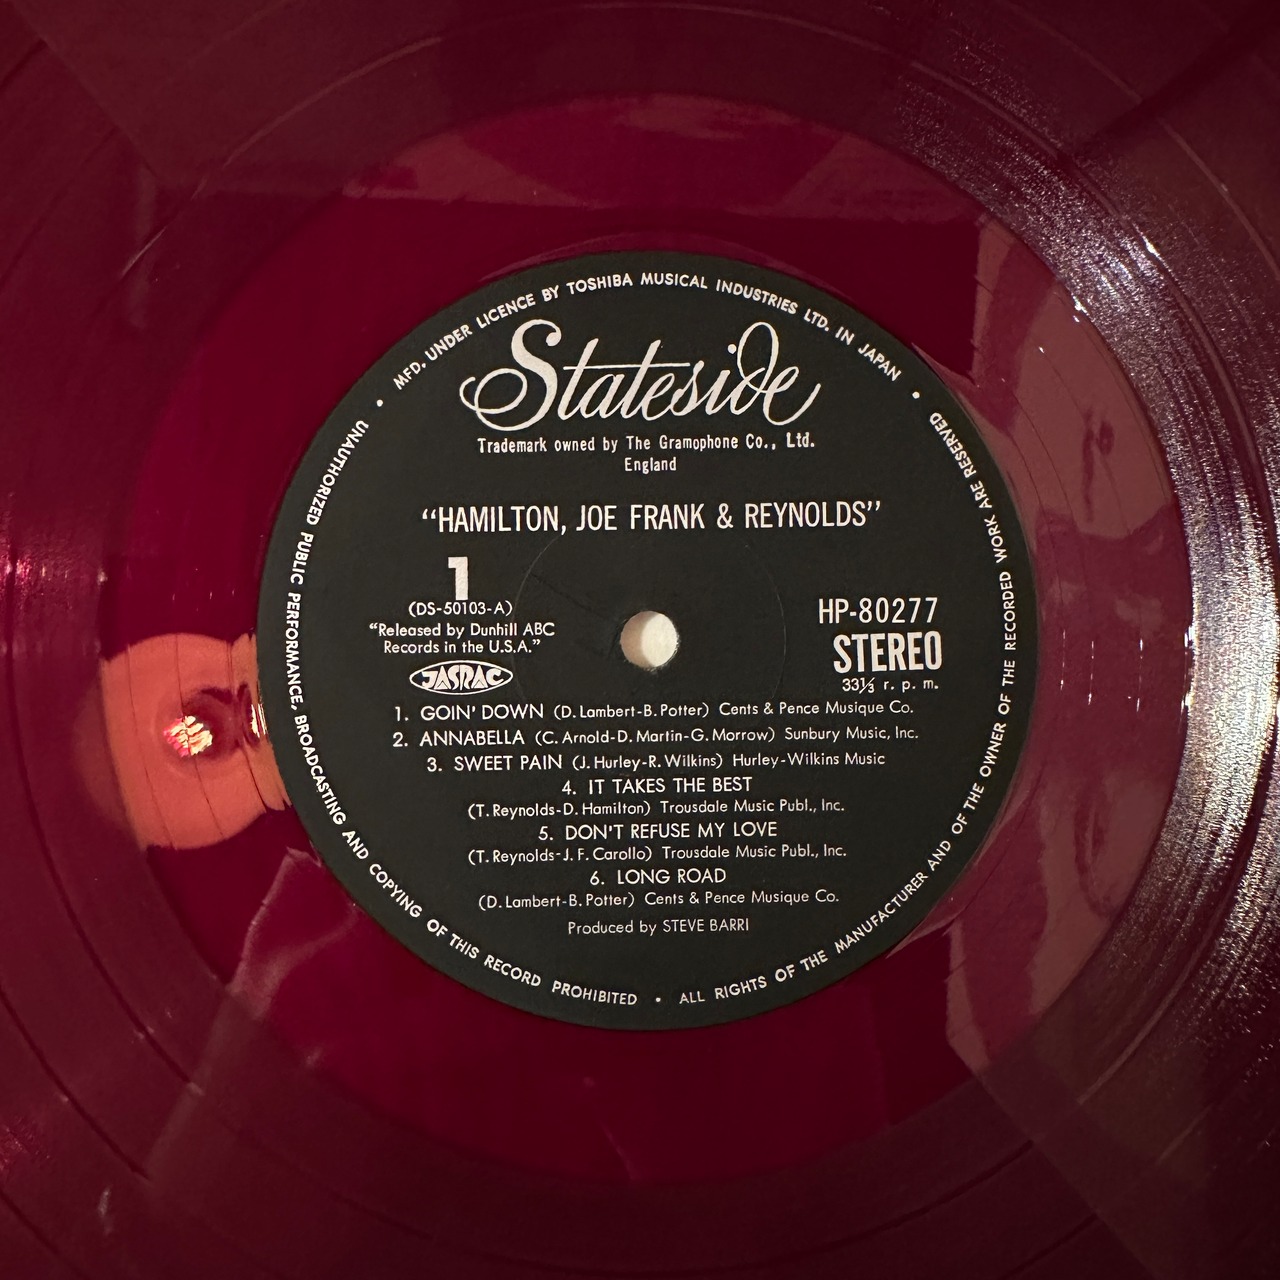 • MFD. UNDER LICENCE BY TOSHIBA MUSICAL INDUSTRIES LTD. IN JAPAN •
Stateside
Trademark owned by The Gramophone Co., Ltd.
England
“HAMILTON, JOE FRANK & REYNOLDS”
1
(DS-50103-A)
“Released by Dunhill ABC
Records in the U.S.A.”
JASRAC
HP-80277
STEREO
33⅓ r. p. m.
1. GOIN' DOWN (D. Lambert-B. Potter) Cents & Pence Musique Co.
2. ANNABELLA (C. Arnold-D. Martin-G. Morrow) Sunbury Music, Inc.
3. SWEET PAIN (J. Hurley-R. Wilkins) Hurley-Wilkins Music
4. IT TAKES THE BEST
(T. Reynolds-D. Hamilton) Trousdale Music Publ., Inc.
5. DON'T REFUSE MY LOVE
(T. Reynolds-J. F. Carollo) Trousdale Music Publ., Inc.
6. LONG ROAD
(D. Lambert-B. Potter) Cents & Pence Musique Co.
Produced by STEVE BARRI
UNAUTHORIZED PUBLIC PERFORMANCE, BROADCASTING AND COPYING OF THIS RECORD PROHIBITED • ALL RIGHTS OF THE MANUFACTURER AND OF THE OWNER OF THE RECORDED WORK ARE RESERVED